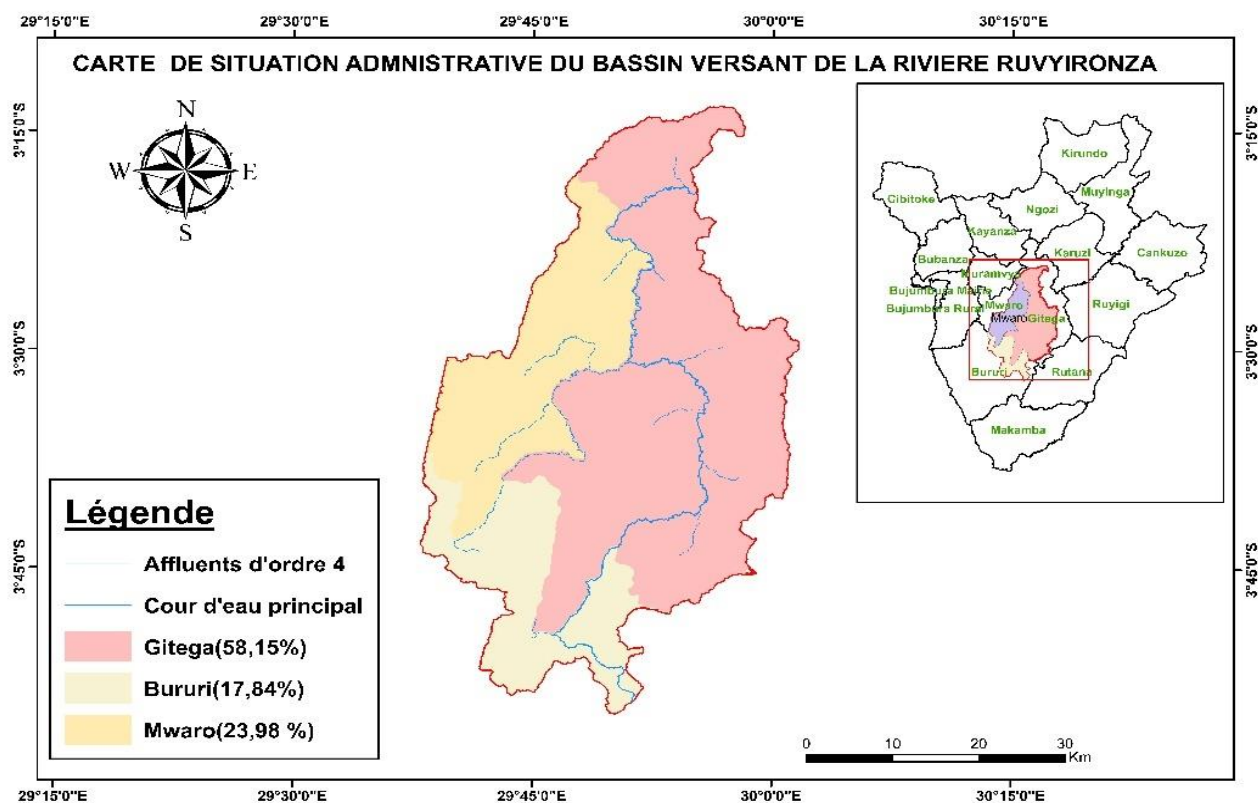 29°15'0"E 29°30'0"E 29°45'0"E 30°0'0"E 30°15'0"E
CARTE DE SITUATION ADMNISTRATIVE DU BASSIN VERSANT DE LA RIVIERE RUVYIRONZA
N
W E
S
3°15'0"S
3°30'0"S
3°45'0"S
3°15'0"S
3°30'0"S
3°45'0"S
Kirundo
Muyinga
Cibitoke
Ngozi
Kayanza
Karuzi
Cankuzo
Bubanza
Muramvya
Bujumbura Mairie
Mwaro
Ruyigi
Bujumbura Rural
Mwaro
Gitega
Bururi
Rutana
Makamba
Légende
Affluents d'ordre 4
Cour d'eau principal
Gitega(58,15%)
Bururi(17,84%)
Mwaro(23,98 %)
0 10 20 30
Km
29°15'0"E 29°30'0"E 29°45'0"E 30°0'0"E 30°15'0"E